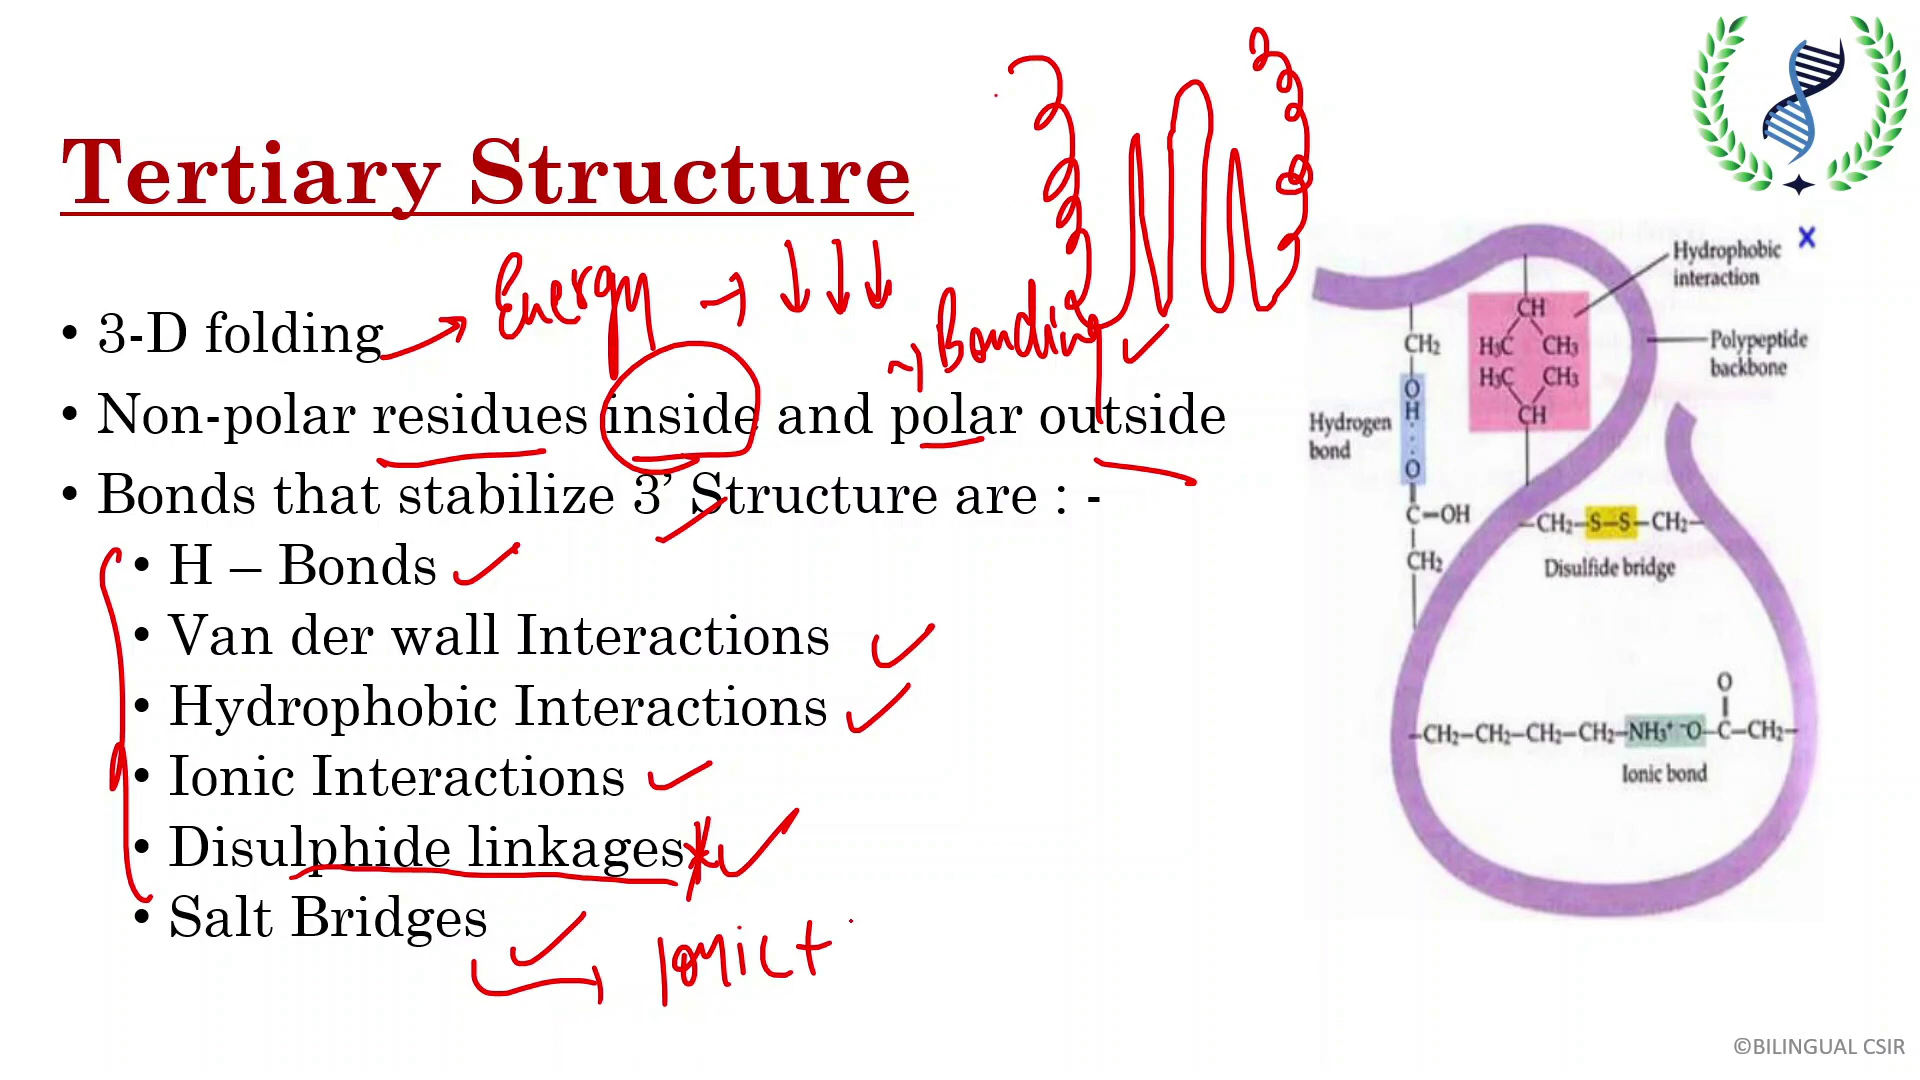 Tertiary Structure
• 3-D folding → Energy → ↓↓↓
→ Bonding
• Non-polar residues inside and polar outside
• Bonds that stabilize 3’ Structure are : -
• H – Bonds
• Van der wall Interactions
• Hydrophobic Interactions
• Ionic Interactions
• Disulphide linkages*
• Salt Bridges
→ Ionic +
Hydrophobic
interaction
X
Polypeptide
backbone
CH
H3C CH3
H3C CH3
CH
CH2
O
H
O
C–OH
CH2
Hydrogen
bond
–CH2–S–S–CH2–
Disulfide bridge
O
–CH2–CH2–CH2–CH2–NH3+ -O–C–CH2–
Ionic bond
©BILINGUAL CSIR